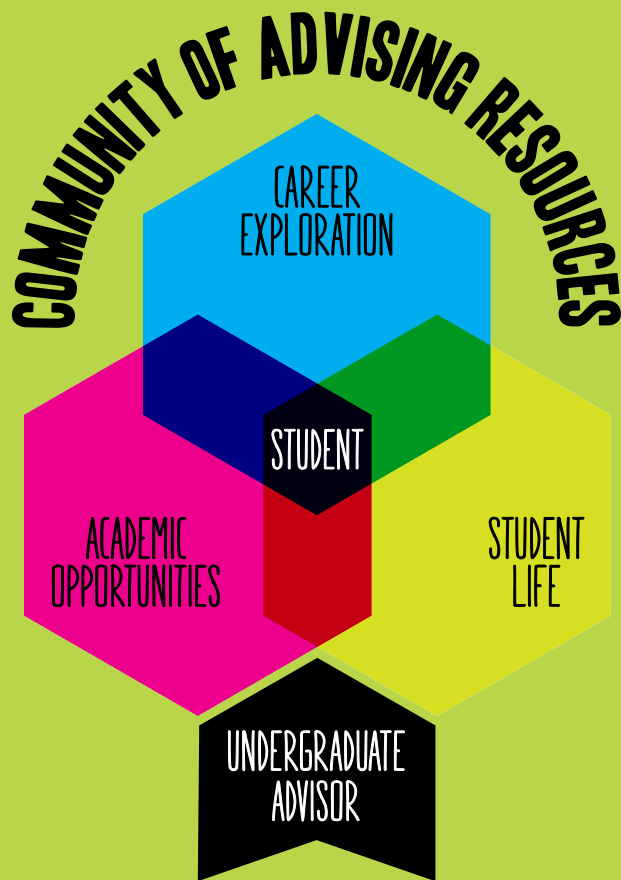 COMMUNITY OF ADVISING RESOURCES
CAREER
EXPLORATION
STUDENT
ACADEMIC
OPPORTUNITIES
STUDENT
LIFE
UNDERGRADUATE
ADVISOR